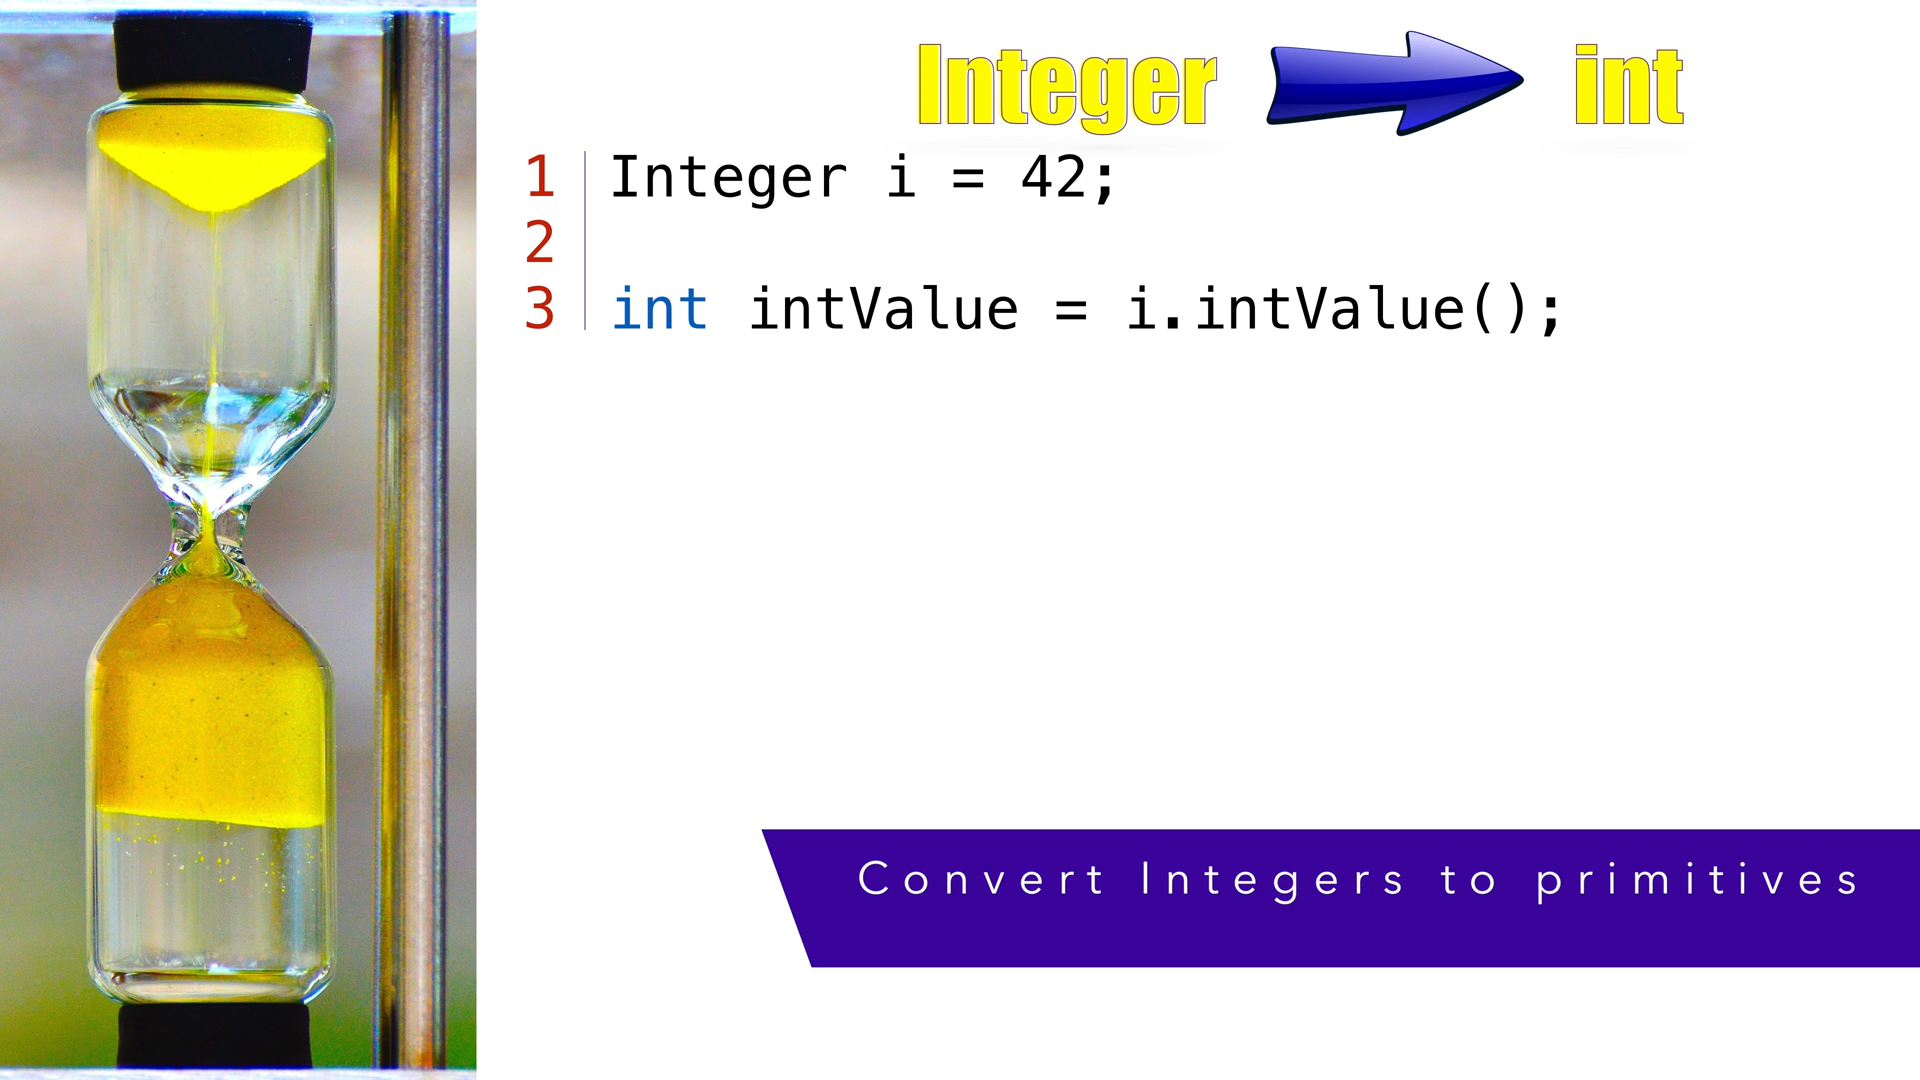 Integer int
1 Integer i = 42;
2
3 int intValue = i.intValue();
Convert Integers to primitives